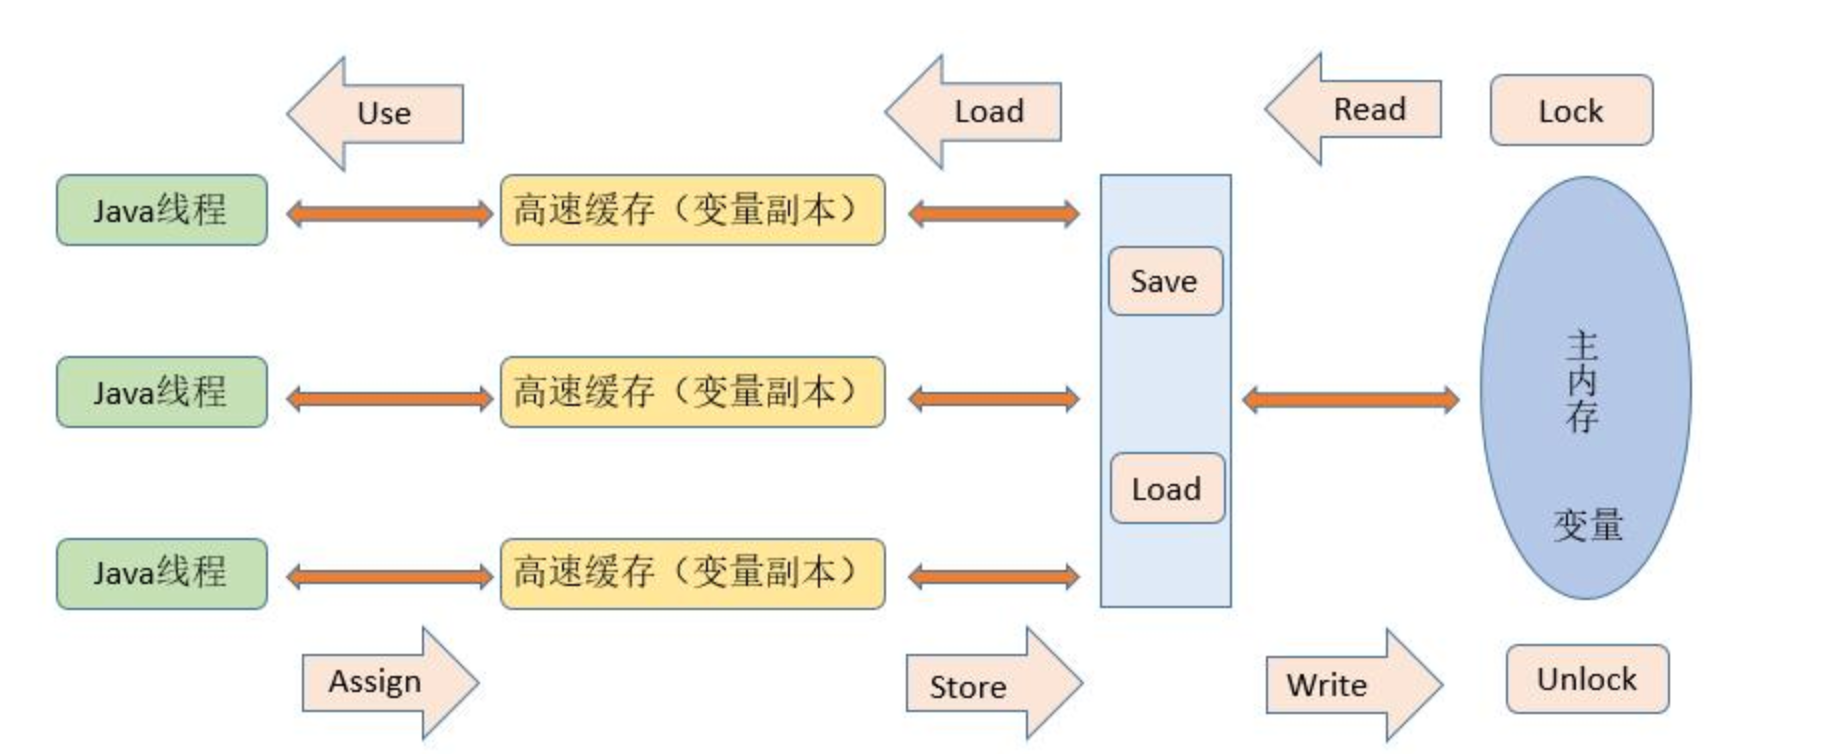 Use
Load
Read
Lock
Java线程
高速缓存（变量副本）
Save
Java线程
高速缓存（变量副本）
主内存
Load
变量
Java线程
高速缓存（变量副本）
Assign
Store
Write
Unlock